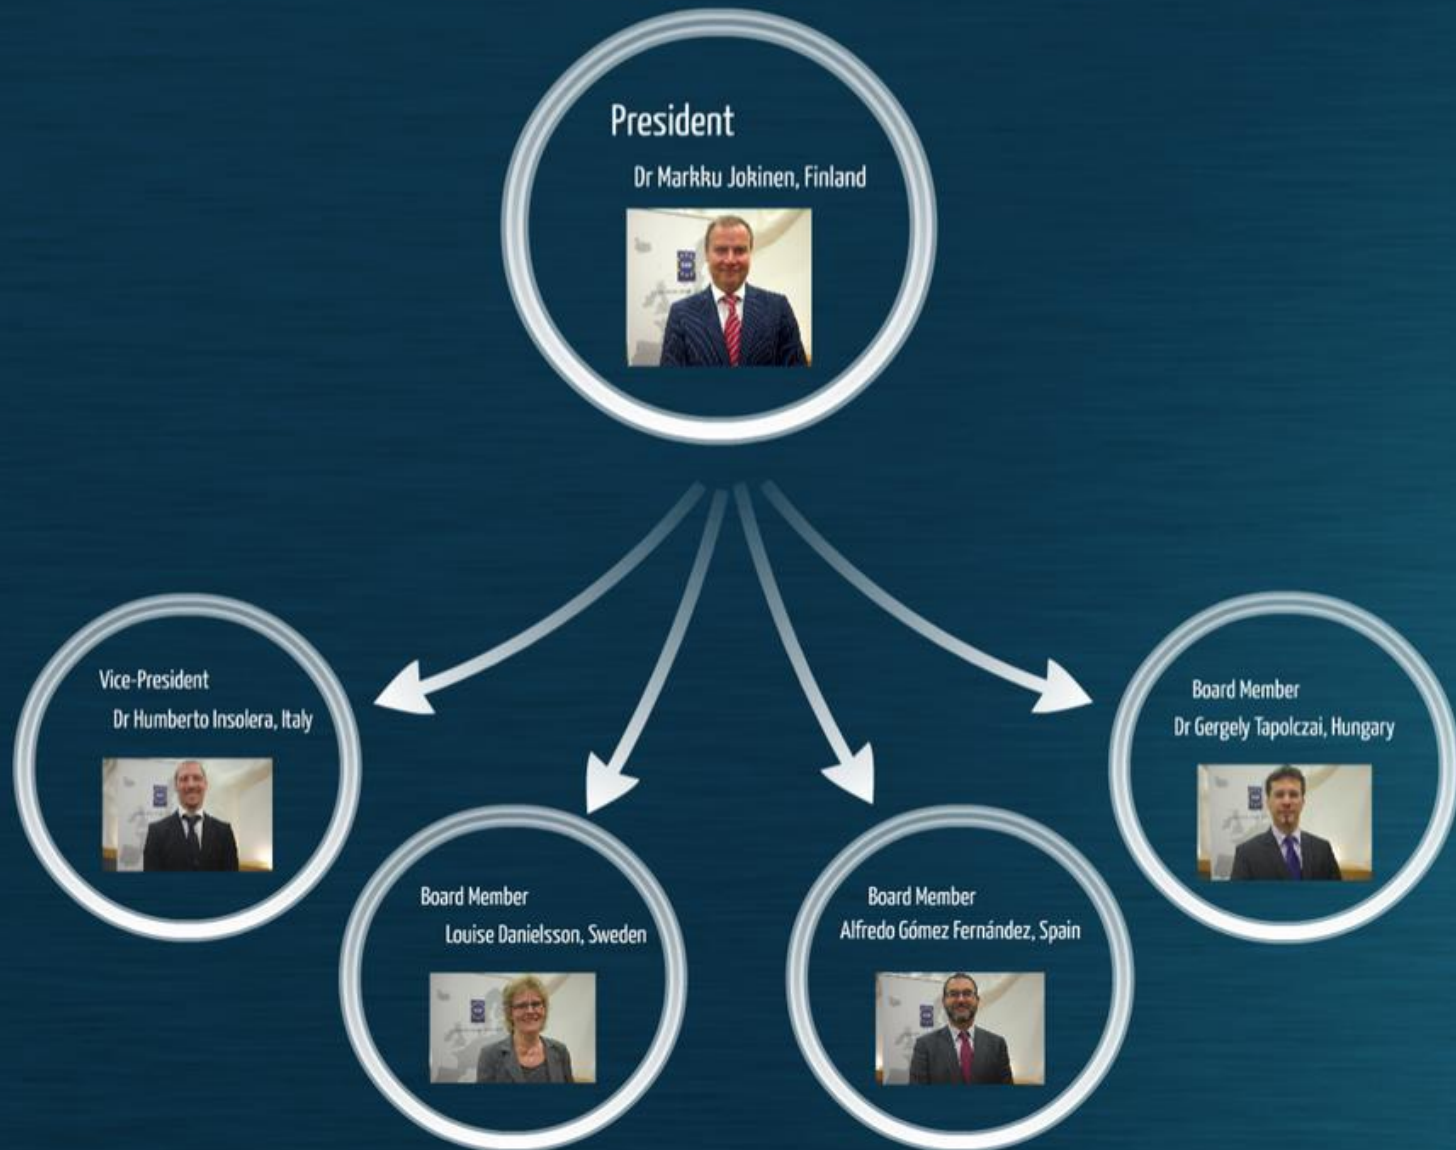 President
Dr Markku Jokinen, Finland
Vice-President
Dr Humberto Insolera, Italy
Board Member
Louise Danielsson, Sweden
Board Member
Alfredo Gómez Fernández, Spain
Board Member
Dr Gergely Tapolczai, Hungary